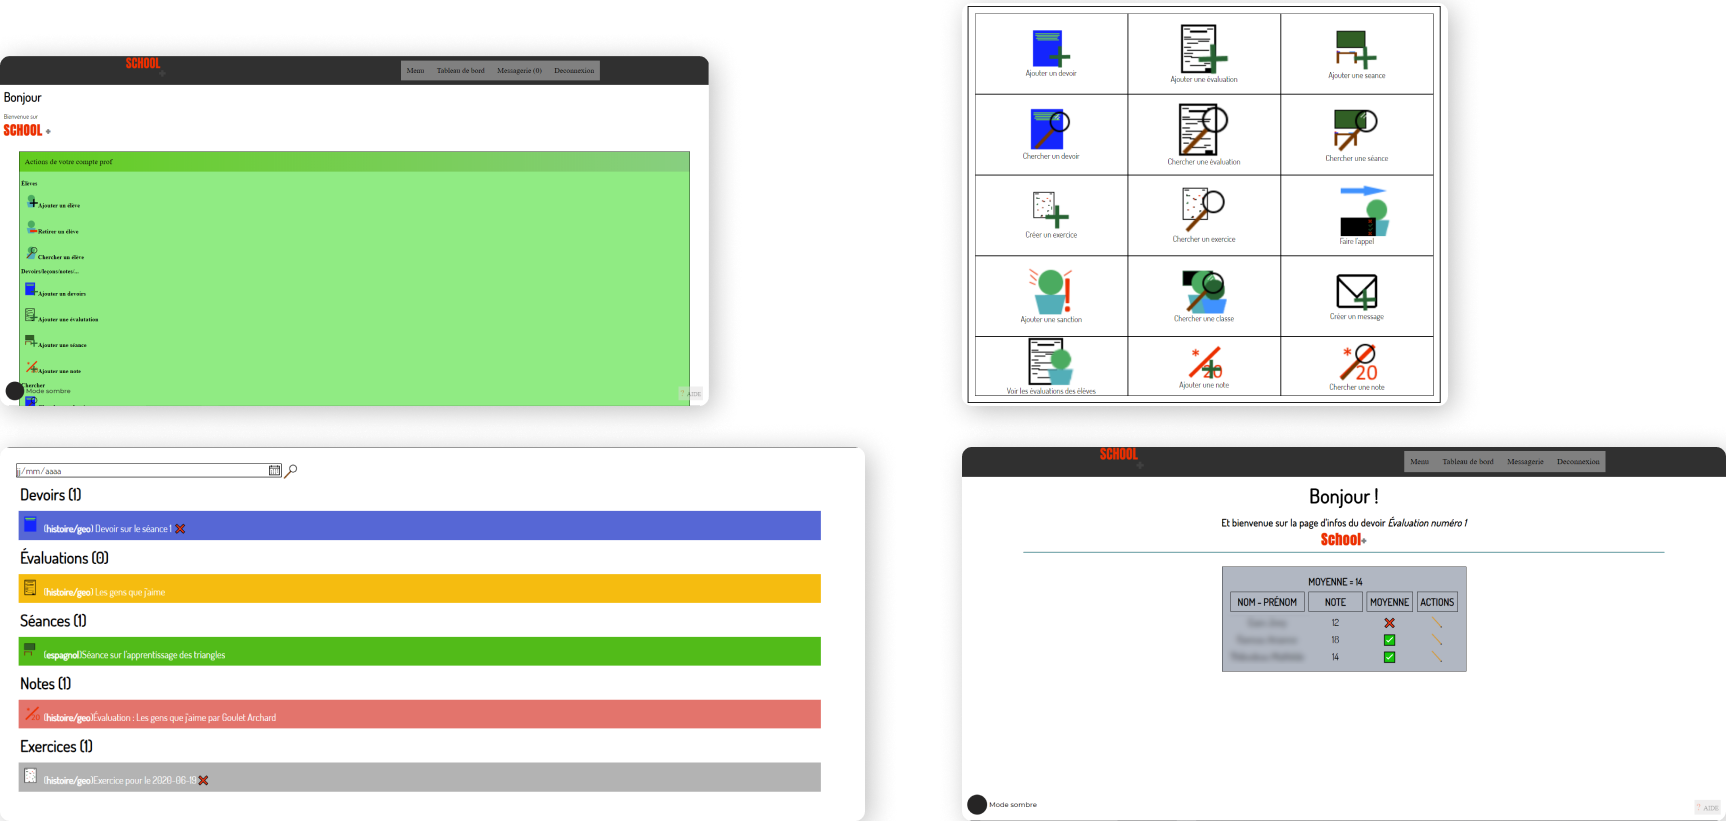 SCHOOL
Menu Tableau de bord Messagerie (0) Deconnexion
Bonjour
Bienvenue sur
SCHOOL +
Actions de votre compte prof
Élèves
Ajouter un élève
Retirer un élève
Chercher un élève
Devoirs/leçons/notes/...
Ajouter un devoirs
Ajouter une évalutation
Ajouter une séance
Ajouter une note
Chercher
Mode sombre
↑ AIDE
Ajouter un devoir
Ajouter une évaluation
Ajouter une seance
Chercher un devoir
Chercher une évaluation
Chercher une séance
Créer un exercice
Chercher un exercice
Faire l'appel
Ajouter une sanction
Chercher une classe
Créer un message
Voir les évaluations des élèves
* 20
Ajouter une note
* 20
Chercher une note
jj/mm/aaaa
Devoirs (1)
(histoire/geo) Devoir sur le séance 1
Évaluations (0)
(histoire/geo) Les gens que j'aime
Séances (1)
(espagnol)Séance sur l'apprentissage des triangles
Notes (1)
(histoire/geo)Évaluation : Les gens que j'aime par Goulet Archard
Exercices (1)
(histoire/geo)Exercice pour le 2020-06-19
SCHOOL
Menu Tableau de bord Messagerie Deconnexion
Bonjour !
Et bienvenue sur la page d'infos du devoir Évaluation numéro 1
School+
MOYENNE = 14
NOM - PRÉNOM NOTE MOYENNE ACTIONS
12
18
14
Mode sombre
↑ AIDE